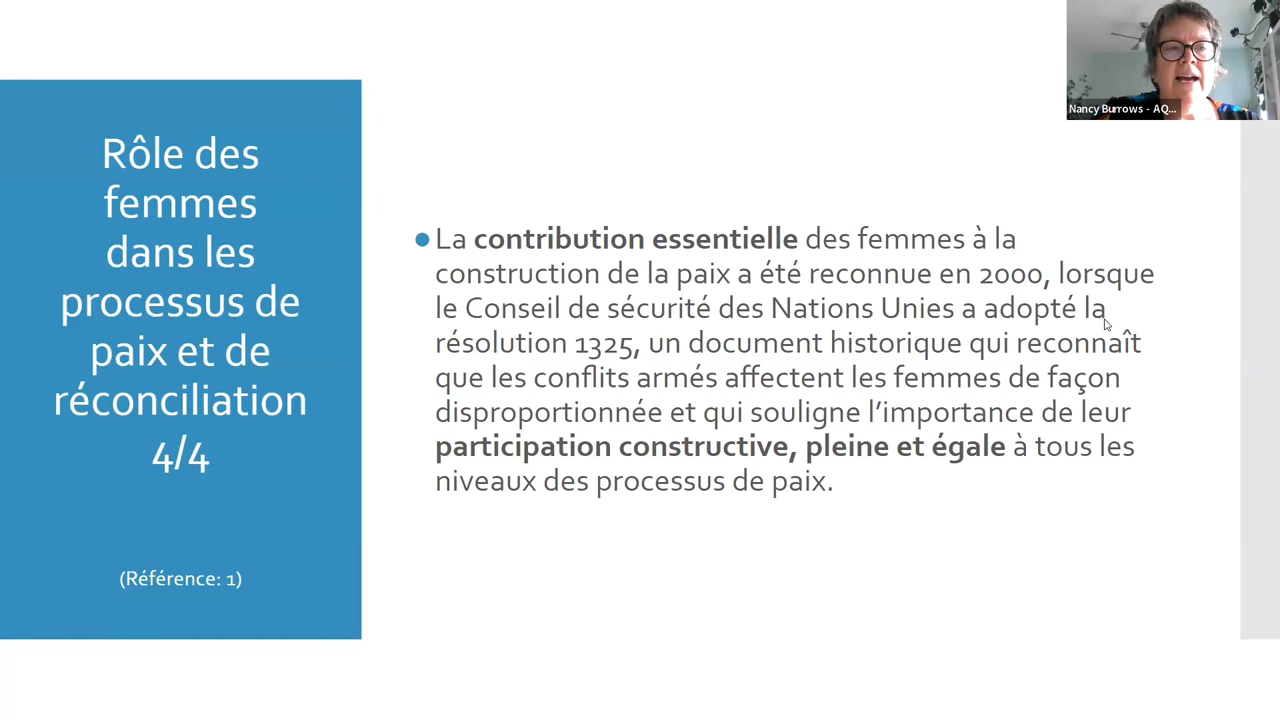 Rôle des
femmes
dans les
processus de
paix et de
réconciliation
4/4
(Référence: 1)
● La contribution essentielle des femmes à la
construction de la paix a été reconnue en 2000, lorsque
le Conseil de sécurité des Nations Unies a adopté la
résolution 1325, un document historique qui reconnaît
que les conflits armés affectent les femmes de façon
disproportionnée et qui souligne l’importance de leur
participation constructive, pleine et égale à tous les
niveaux des processus de paix.
Nancy Burrows - AQ...